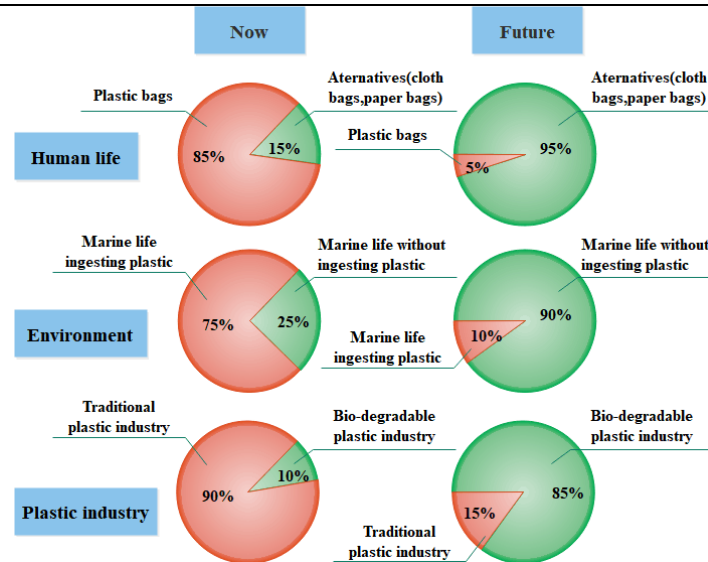 Now
Future
Plastic bags
Aternatives(cloth
bags,paper bags)
Aternatives(cloth
bags,paper bags)
Plastic bags
Human life
85%
15%
95%
5%
Marine life
ingesting plastic
Marine life without
ingesting plastic
Marine life without
ingesting plastic
Environment
75%
25%
90%
10%
Marine life
ingesting plastic
Traditional
plastic industry
Bio-degradable
plastic industry
Bio-degradable
plastic industry
Plastic industry
90%
10%
85%
15%
Traditional
plastic industry